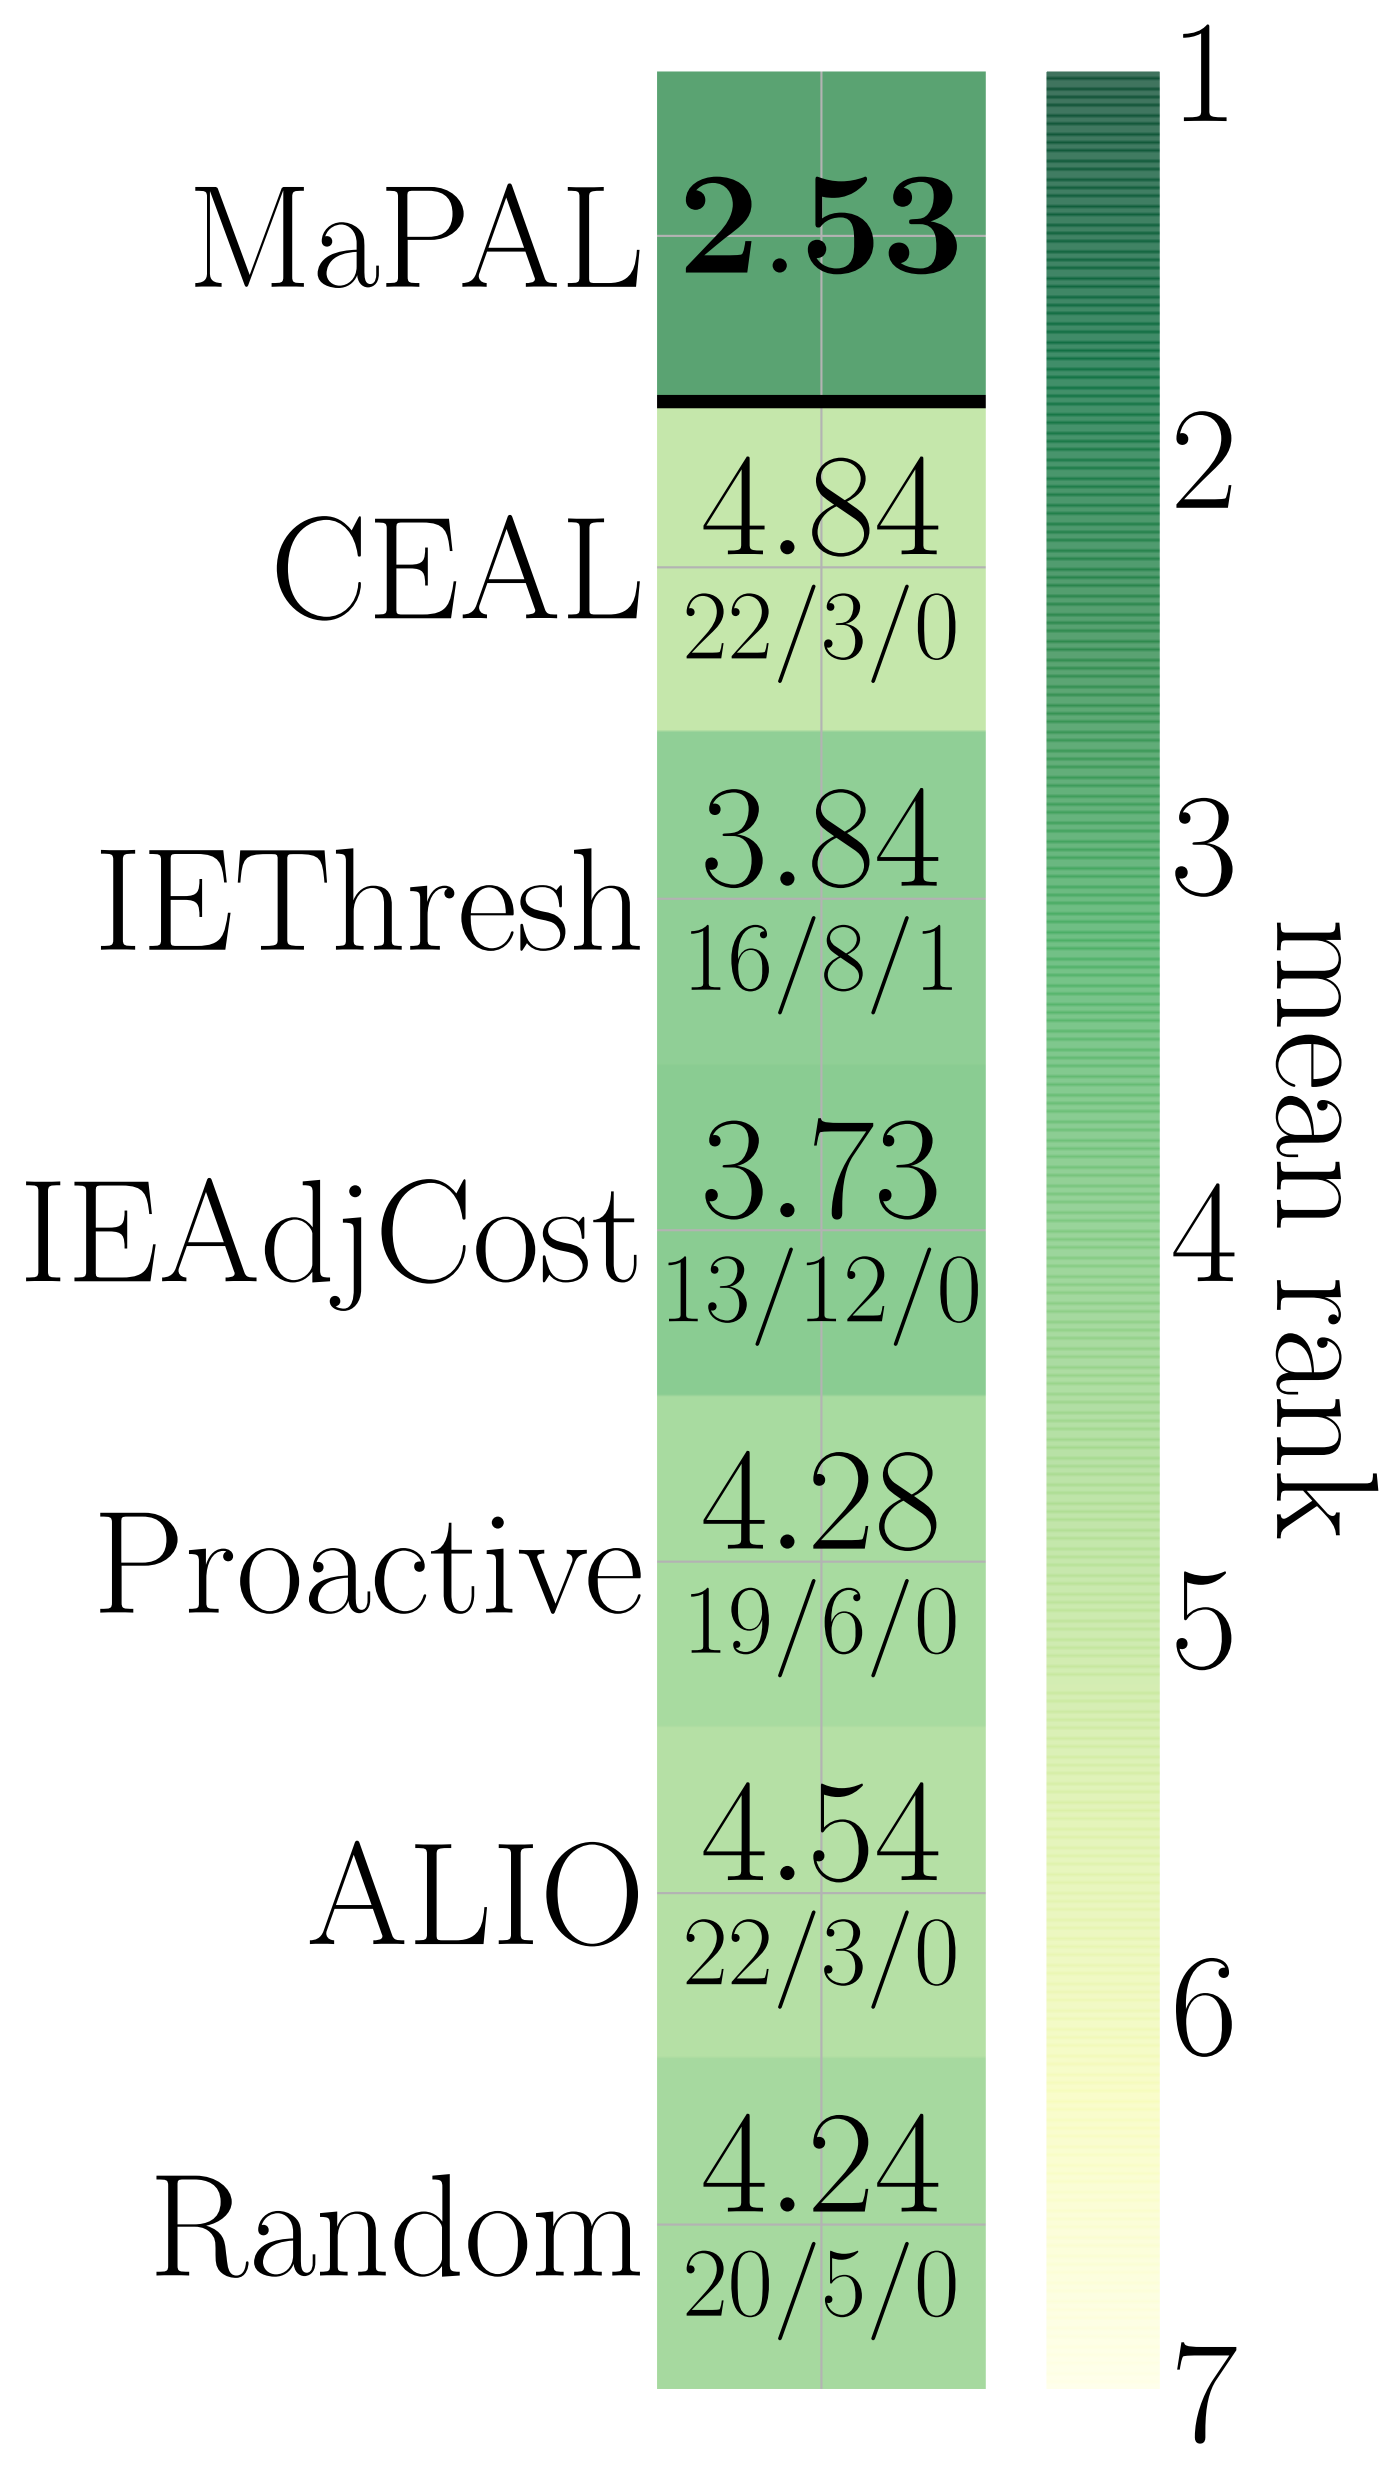 MaPAL 2.53
CEAL 4.84
22/3/0
IEThresh 3.84
16/8/1
IEAdjCost 3.73
13/12/0
Proactive 4.28
19/6/0
ALIO 4.54
22/3/0
Random 4.24
20/5/0
1
2
3
4
5
6
7
mean rank